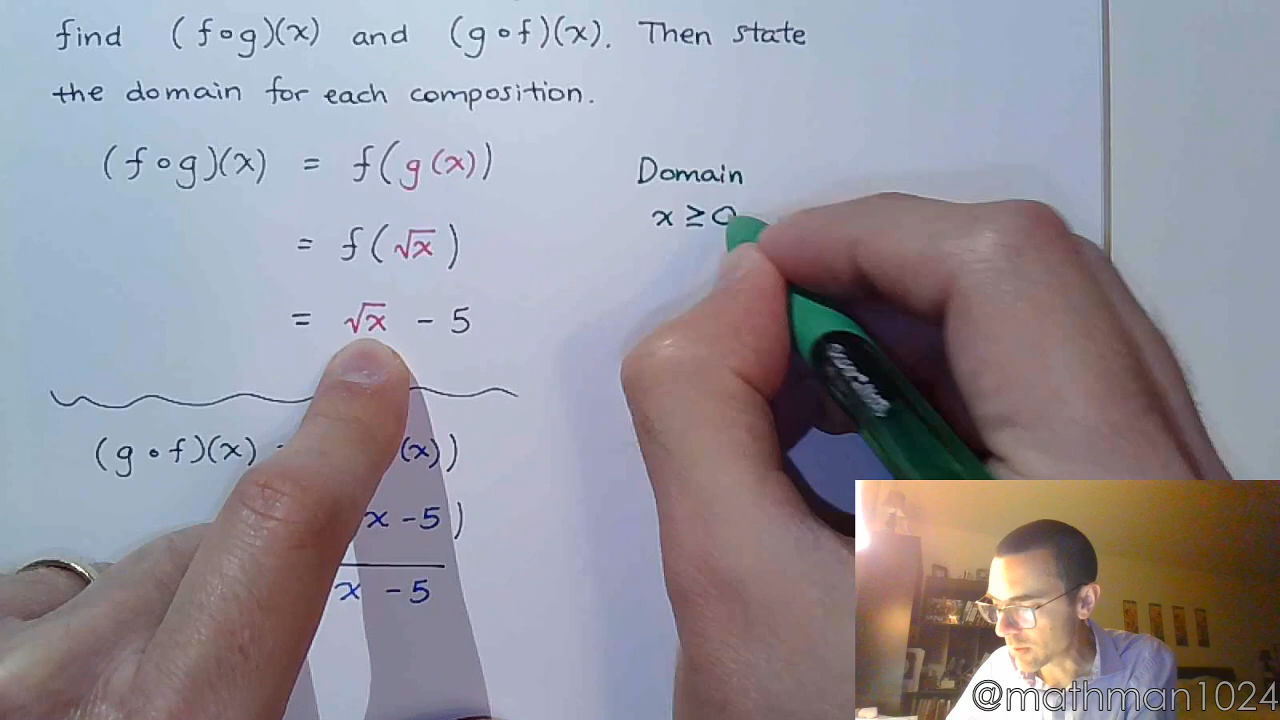 find (f∘g)(x) and (g∘f)(x). Then state
the domain for each composition.
(f∘g)(x) = f(g(x))
= f(√x)
= √x - 5
Domain
x ≥ 0
(g∘f)(x) (x))
x - 5)
x - 5
@mathman1024